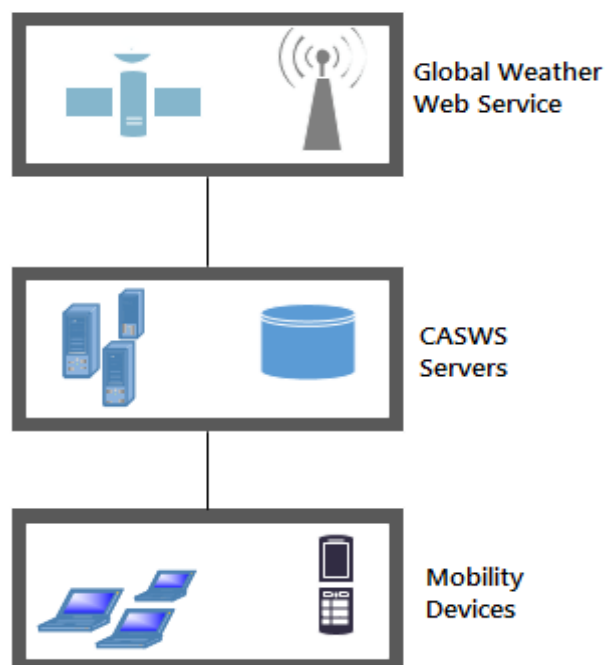 Global Weather
Web Service
CASWS
Servers
Mobility
Devices